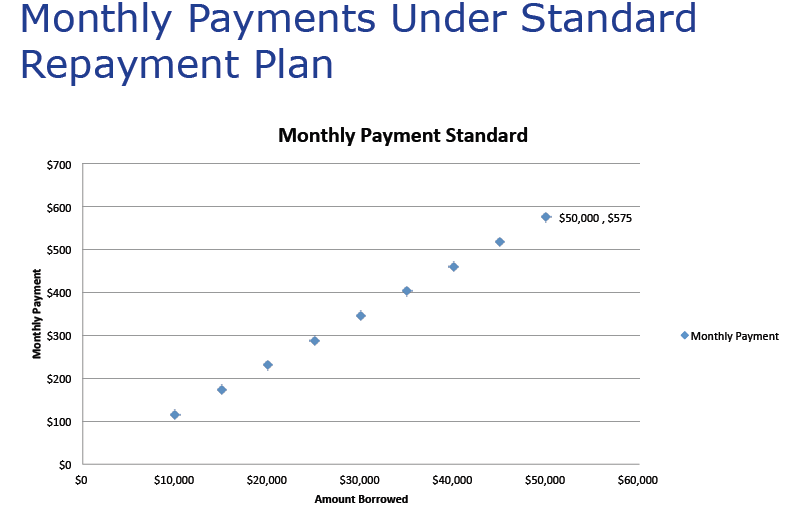 Monthly Payments Under Standard
Repayment Plan
Monthly Payment Standard
$700
$600
$500
$400
$300
$200
$100
$0
Monthly Payment
$50,000 , $575
Monthly Payment
$0 $10,000 $20,000 $30,000 $40,000 $50,000 $60,000
Amount Borrowed